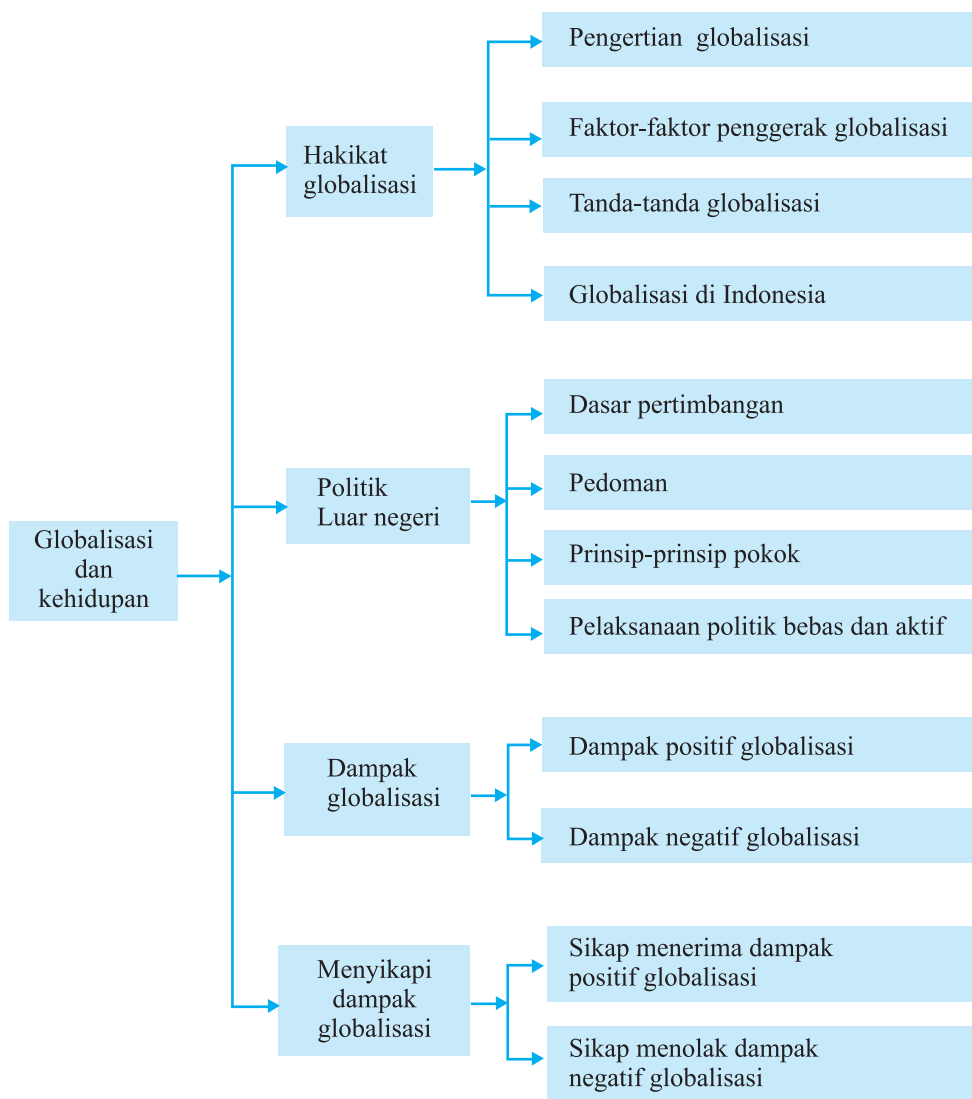 Globalisasi
dan
kehidupan
Hakikat
globalisasi
Pengertian globalisasi
Faktor-faktor penggerak globalisasi
Tanda-tanda globalisasi
Globalisasi di Indonesia
Politik
Luar negeri
Dasar pertimbangan
Pedoman
Prinsip-prinsip pokok
Pelaksanaan politik bebas dan aktif
Dampak
globalisasi
Dampak positif globalisasi
Dampak negatif globalisasi
Menyikapi
dampak
globalisasi
Sikap menerima dampak
positif globalisasi
Sikap menolak dampak
negatif globalisasi